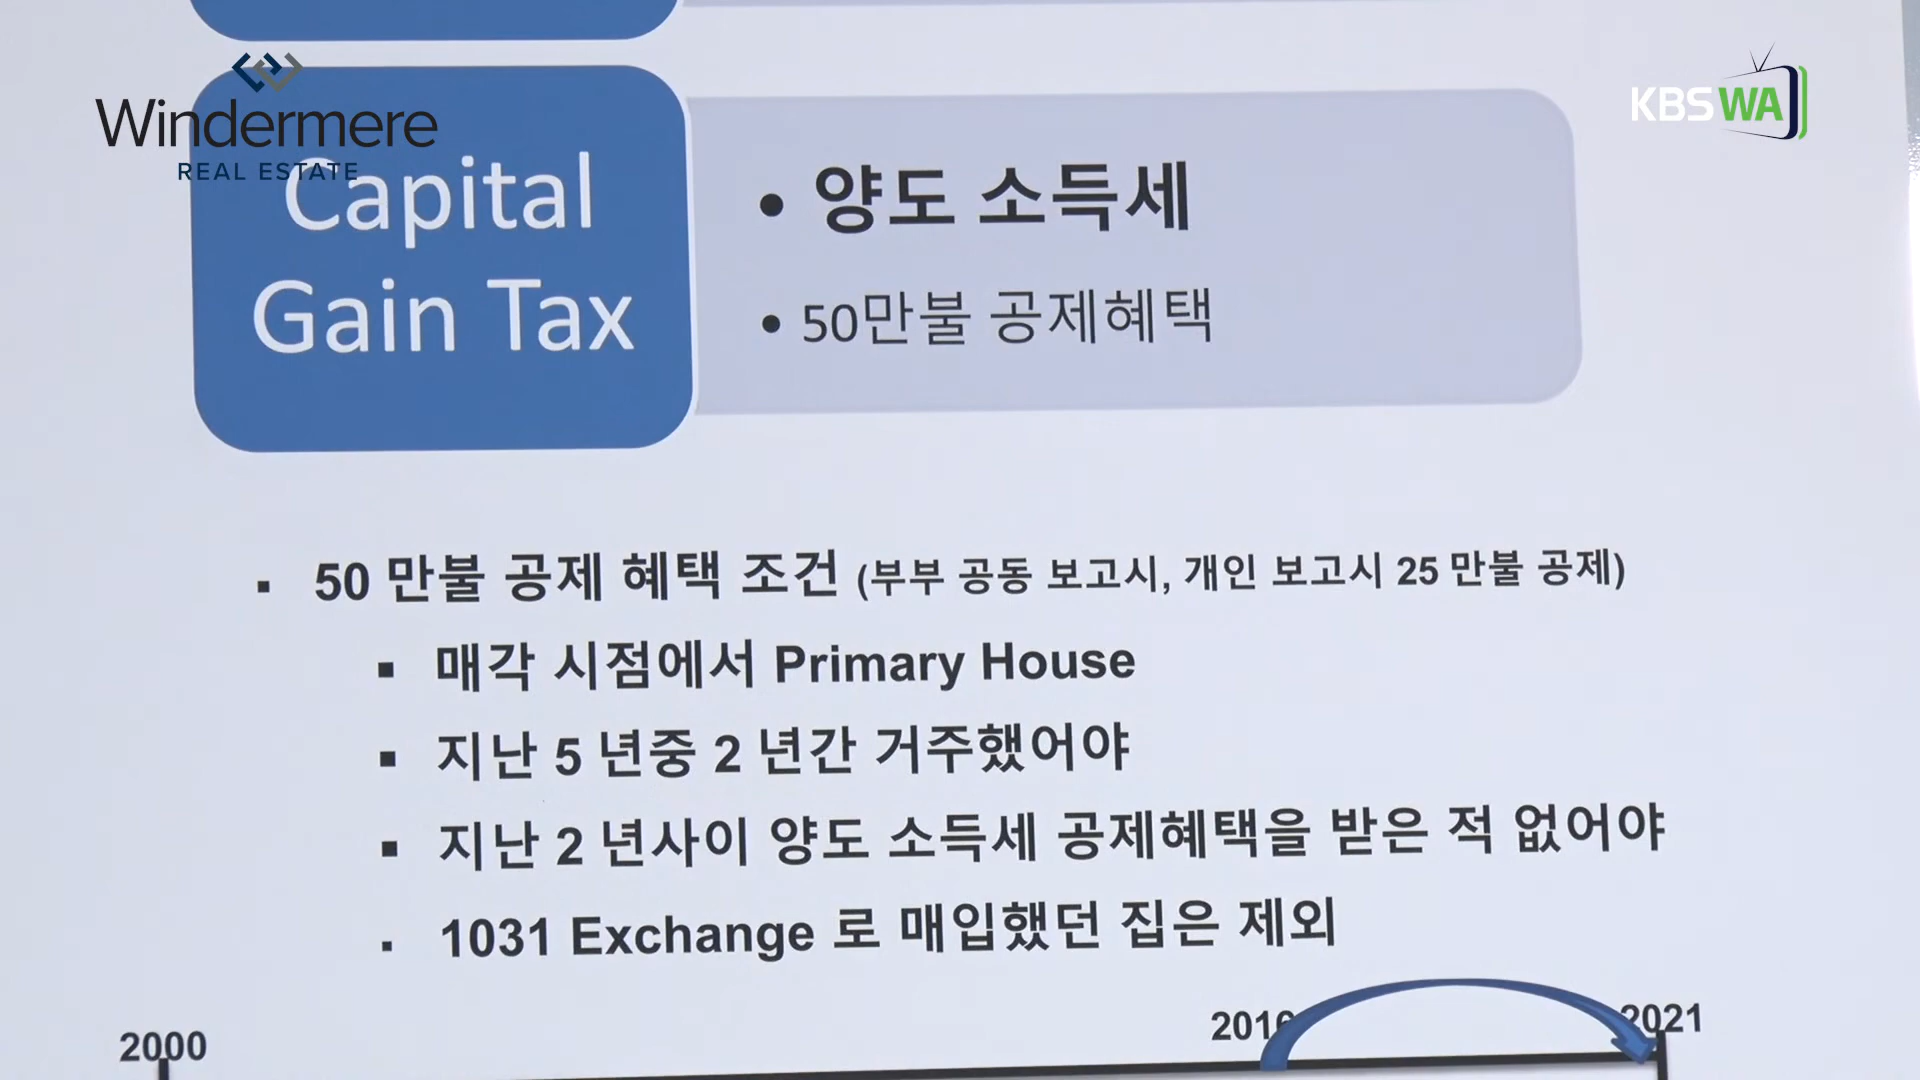 Windermere
REAL ESTATE
KBS WA
Capital
Gain Tax
• 양도 소득세
• 50만불 공제혜택
▪ 50 만불 공제 혜택 조건 (부부 공동 보고시, 개인 보고시 25 만불 공제)
▪ 매각 시점에서 Primary House
▪ 지난 5 년중 2 년간 거주했어야
▪ 지난 2 년사이 양도 소득세 공제혜택을 받은 적 없어야
▪ 1031 Exchange 로 매입했던 집은 제외
2000
2016
2021